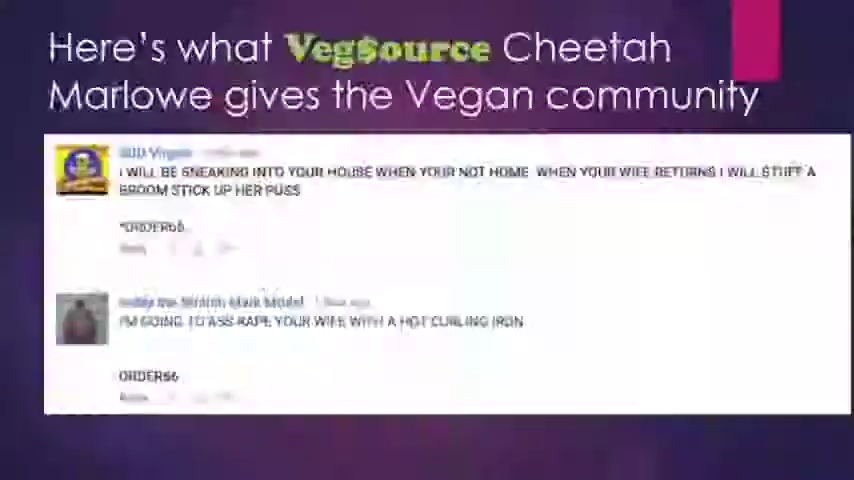 Here's what Veg$ource Cheetah
Marlowe gives the Vegan community
I WILL BE SNEAKING INTO YOUR HOUSE WHEN YOUR NOT HOME WHEN YOUR WIFE RETURNS I WILL STUFF A
BROOM STICK UP HER PUSS
*ORDER66
I'M GOING TO ASS RAPE YOUR WIFE WITH A HOT CURLING IRON
ORDER66